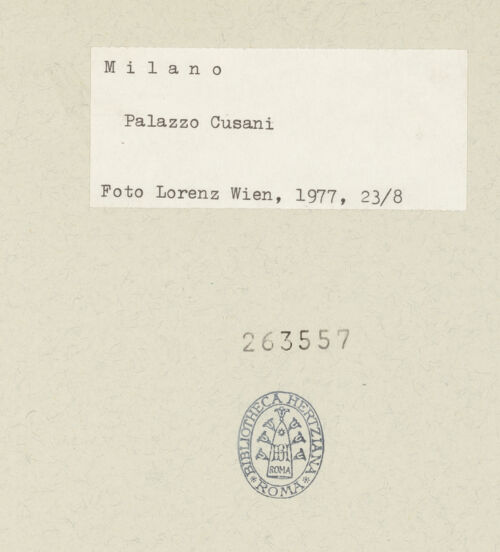 Milano
Palazzo Cusani
Foto Lorenz Wien, 1977, 23/8
263557
BIBLIOTHECA HERTZIANA
ROMA
* ROMA *